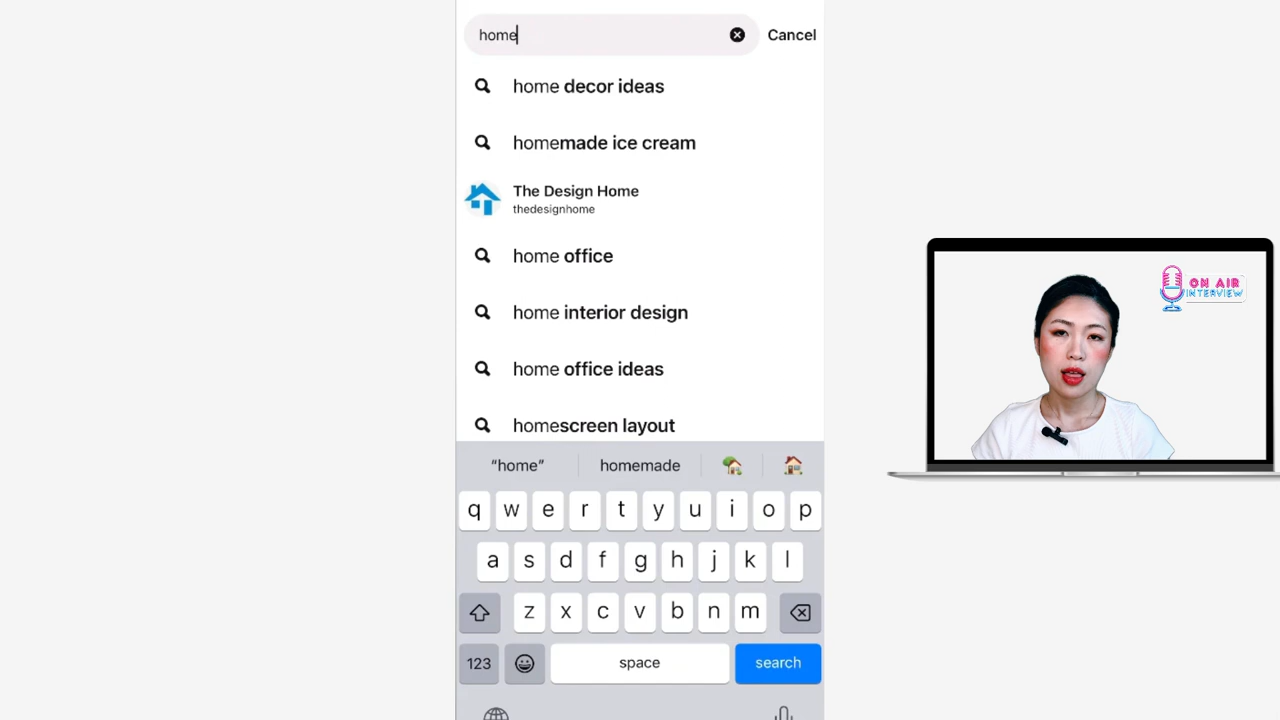 home
Cancel
home decor ideas
homemade ice cream
The Design Home
thedesignhome
home office
home interior design
home office ideas
homescreen layout
“home”
homemade
q w e r t y u i o p
a s d f g h j k l
z x c v b n m
123
space
search
ON AIR
INTERVIEW